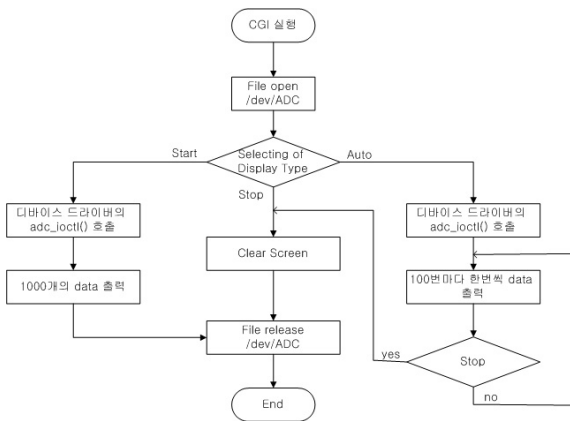 CGI 실행
File open
/dev/ADC
Selecting of
Display Type
Start
Auto
Stop
디바이스 드라이버의
adc_ioctl() 호출
디바이스 드라이버의
adc_ioctl() 호출
1000개의 data 출력
Clear Screen
100번마다 한번씩 data
출력
File release
/dev/ADC
yes
Stop
no
End